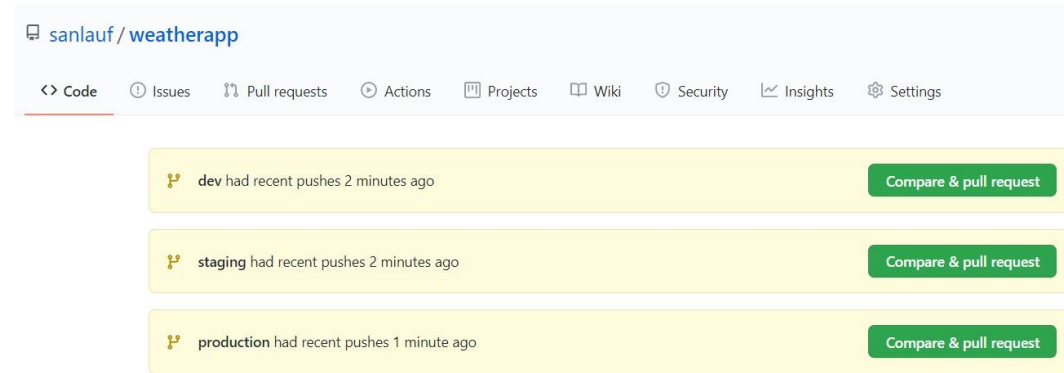 sanlauf / weatherapp
Code Issues Pull requests Actions Projects Wiki Security Insights Settings
dev had recent pushes 2 minutes ago Compare & pull request
staging had recent pushes 2 minutes ago Compare & pull request
production had recent pushes 1 minute ago Compare & pull request